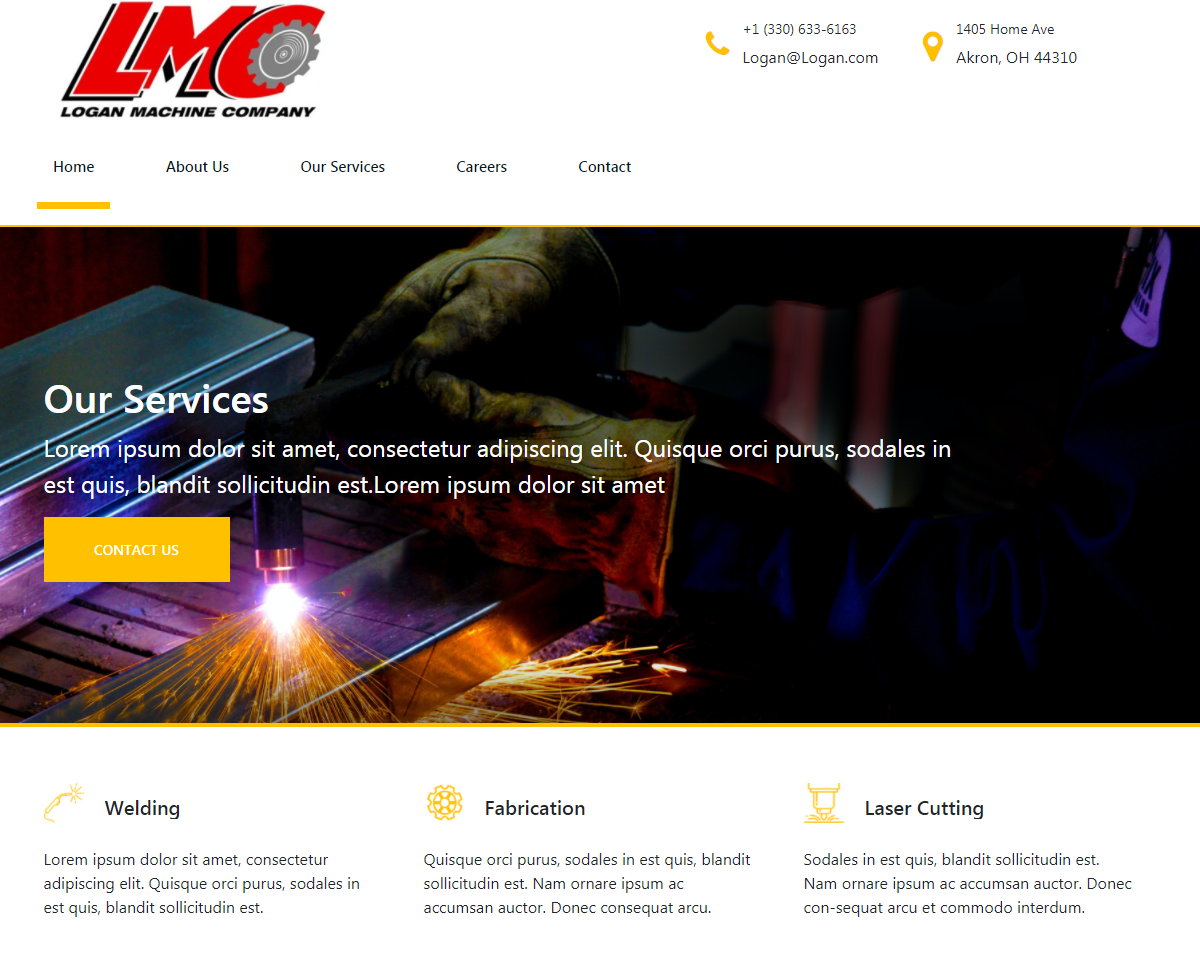 LMC
LOGAN MACHINE COMPANY
+1 (330) 633-6163
Logan@Logan.com
1405 Home Ave
Akron, OH 44310
Home
About Us
Our Services
Careers
Contact
Our Services
Lorem ipsum dolor sit amet, consectetur adipiscing elit. Quisque orci purus, sodales in
est quis, blandit sollicitudin est.Lorem ipsum dolor sit amet
CONTACT US
Welding
Lorem ipsum dolor sit amet, consectetur
adipiscing elit. Quisque orci purus, sodales in
est quis, blandit sollicitudin est.
Fabrication
Quisque orci purus, sodales in est quis, blandit
sollicitudin est. Nam ornare ipsum ac
accumsan auctor. Donec consequat arcu.
Laser Cutting
Sodales in est quis, blandit sollicitudin est.
Nam ornare ipsum ac accumsan auctor. Donec
con-sequat arcu et commodo interdum.